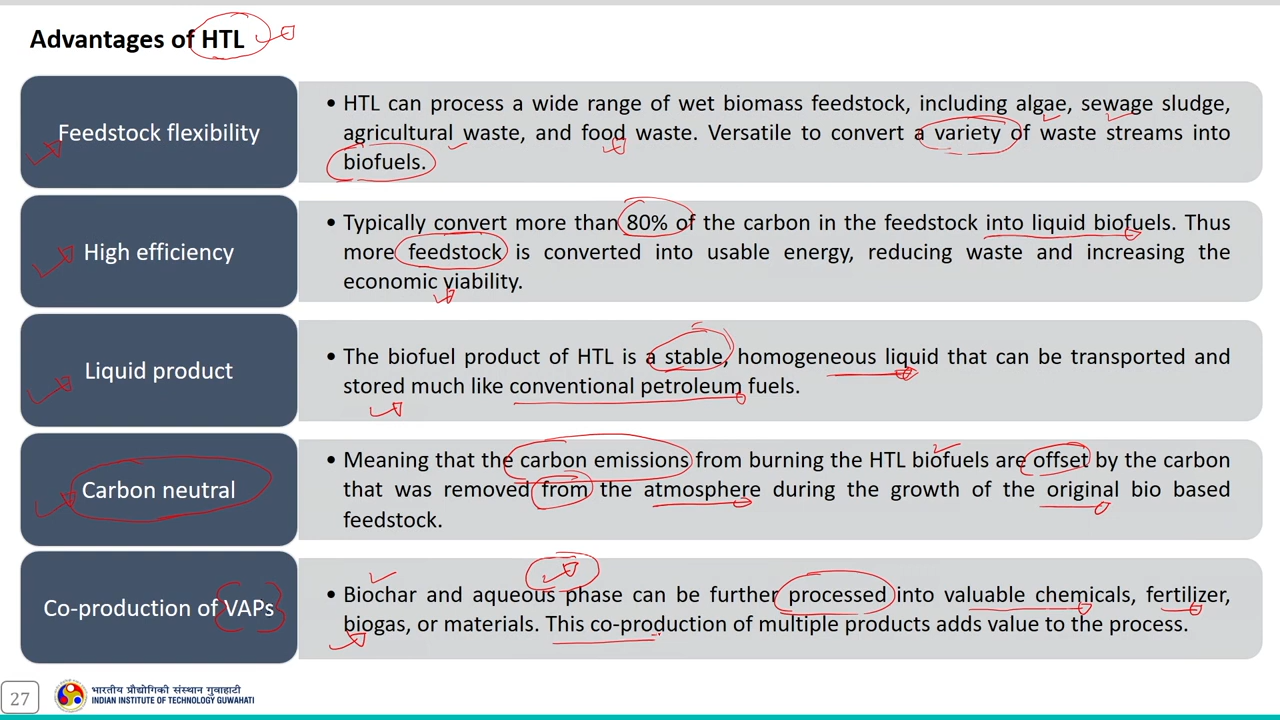 Advantages of HTL
Feedstock flexibility
• HTL can process a wide range of wet biomass feedstock, including algae, sewage sludge,
agricultural waste, and food waste. Versatile to convert a variety of waste streams into
biofuels.
High efficiency
• Typically convert more than 80% of the carbon in the feedstock into liquid biofuels. Thus
more feedstock is converted into usable energy, reducing waste and increasing the
economic viability.
Liquid product
• The biofuel product of HTL is a stable, homogeneous liquid that can be transported and
stored much like conventional petroleum fuels.
Carbon neutral
• Meaning that the carbon emissions from burning the HTL biofuels are offset by the carbon
that was removed from the atmosphere during the growth of the original bio based
feedstock.
Co-production of VAPs
• Biochar and aqueous phase can be further processed into valuable chemicals, fertilizer,
biogas, or materials. This co-production of multiple products adds value to the process.
27
भारतीय प्रौद्योगिकी संस्थान गुवाहाटी
INDIAN INSTITUTE OF TECHNOLOGY GUWAHATI